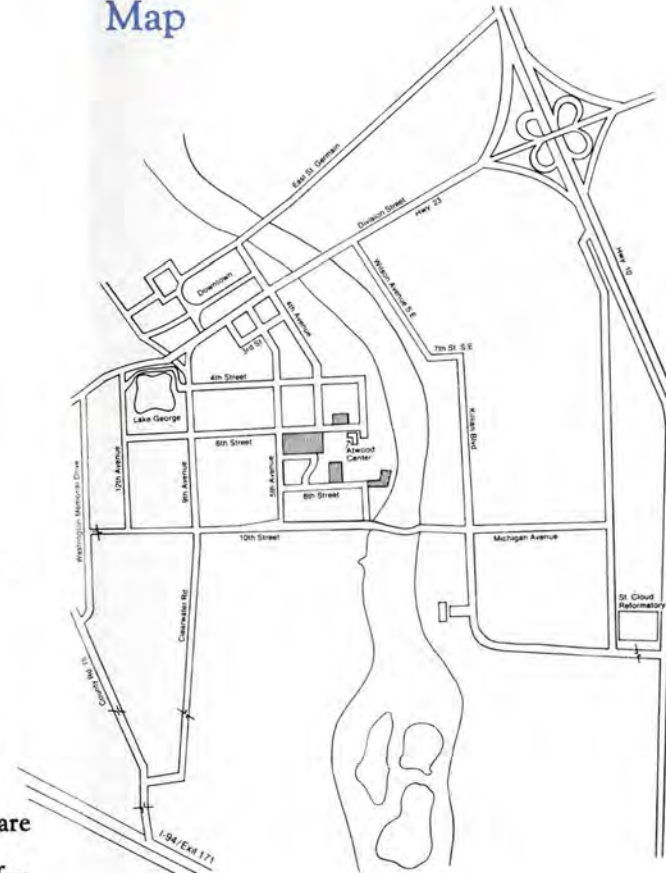 Map
East St. Germain
Division Street
Hwy. 23
Hwy. 10
Downtown
Wilson Avenue S.E.
4th Avenue
3rd St
7th St. S.E.
4th Street
Lake George
Kilian Blvd
6th Street
Atwood
Center
Washington Memorial Drive
12th Avenue
9th Avenue
5th Avenue
8th Street
10th Street
Michigan Avenue
St. Cloud
Reformatory
Clearwater Rd
County Rd
I-94/Exit 171
are